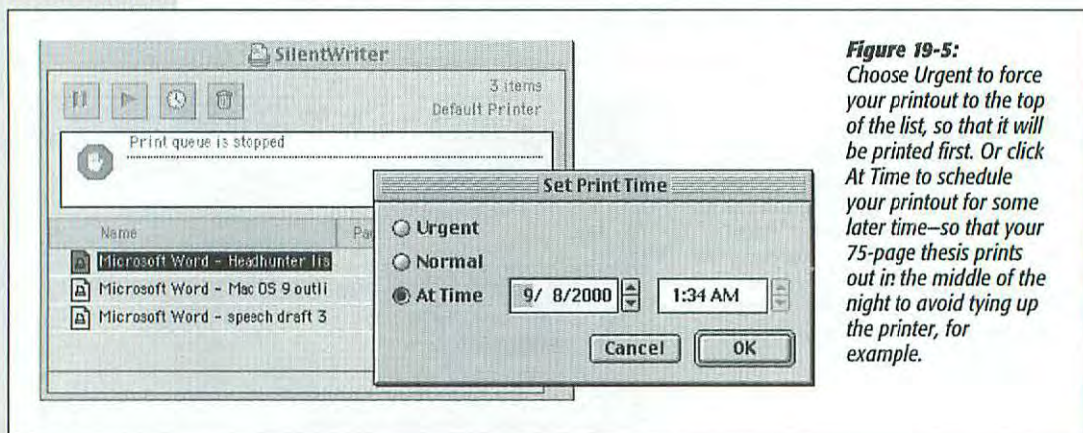 SilentWriter
3 items
Default Printer
Print queue is stopped
Name
Pa
Microsoft Word - Headhunter lis
Microsoft Word - Mac OS 9 outli
Microsoft Word - speech draft 3
Set Print Time
Urgent
Normal
At Time
9/ 8/2000
1:34 AM
Cancel
OK
Figure 19-5:
Choose Urgent to force
your printout to the top
of the list, so that it will
be printed first. Or click
At Time to schedule
your printout for some
later time—so that your
75-page thesis prints
out in the middle of the
night to avoid tying up
the printer, for
example.